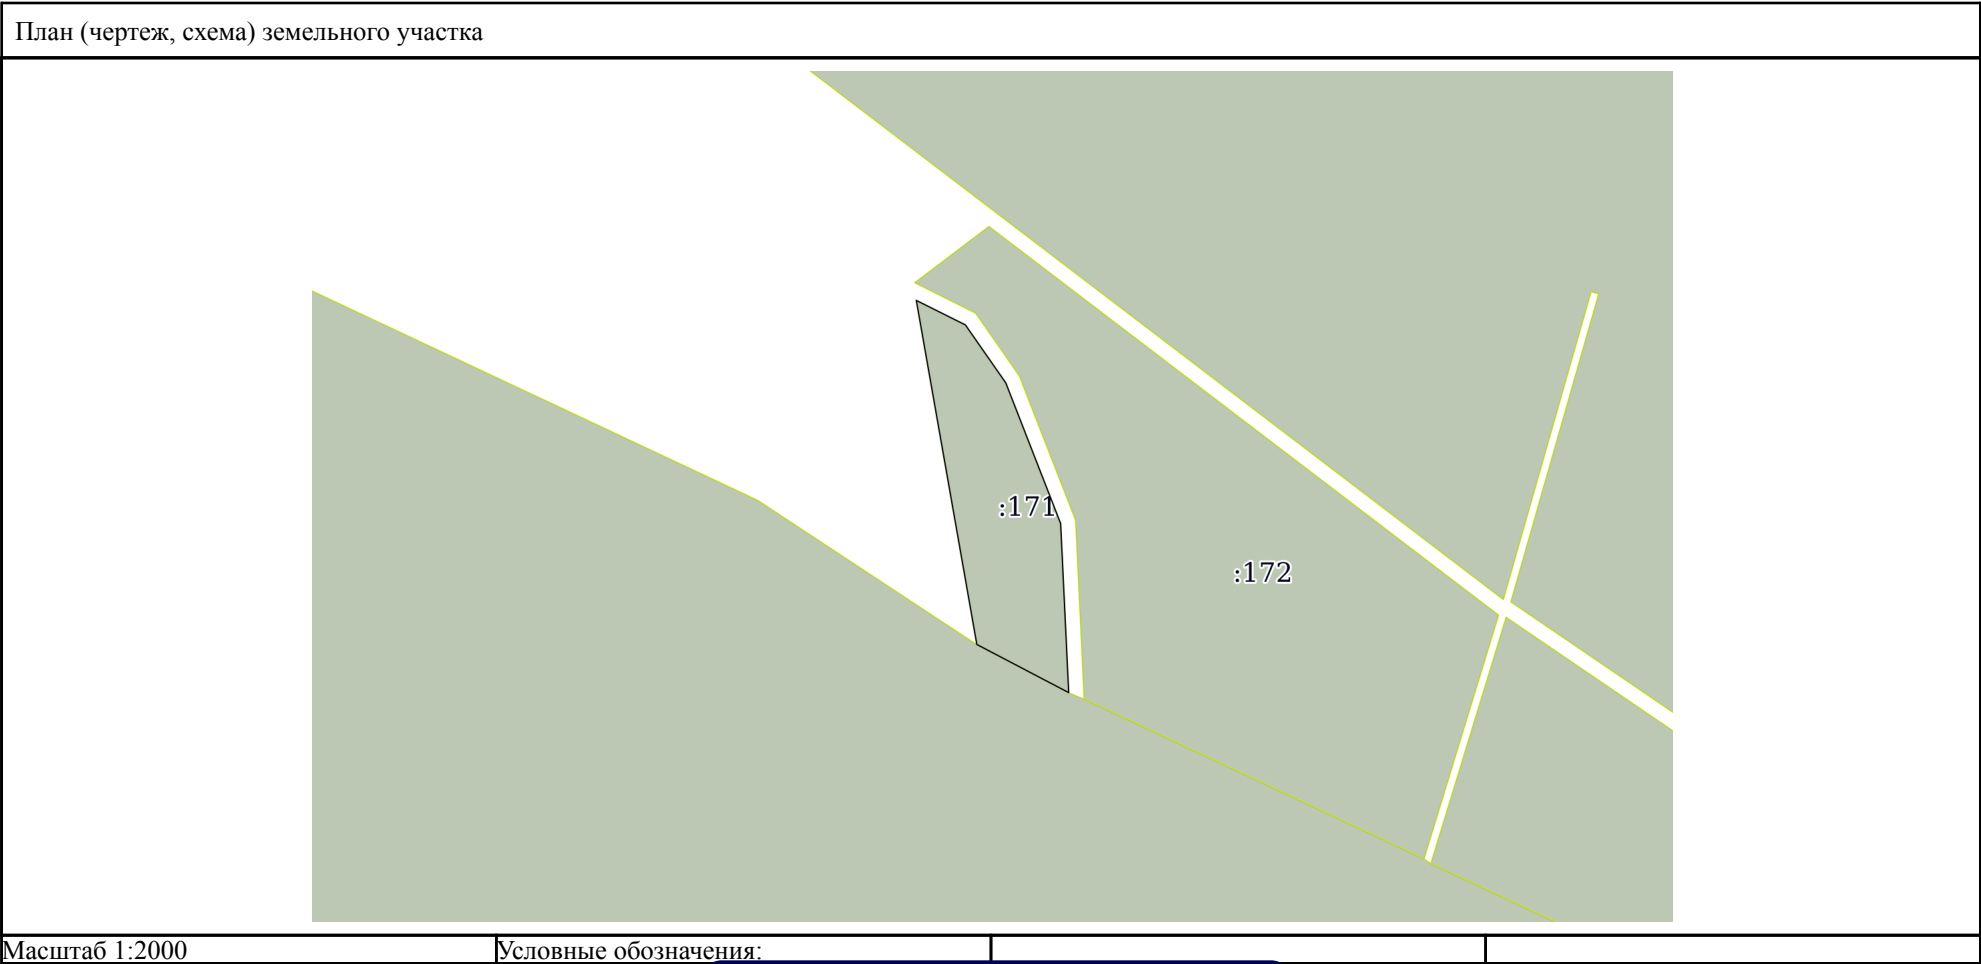 План (чертеж, схема) земельного участка
:171
:172
Масштаб 1:2000
Условные обозначения: